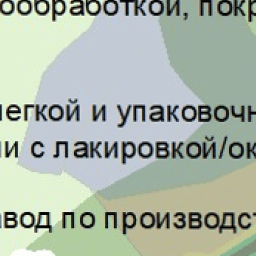 ообработкой, покр
легкой и упаковочн
и с лакировкой/ок
авод по производст